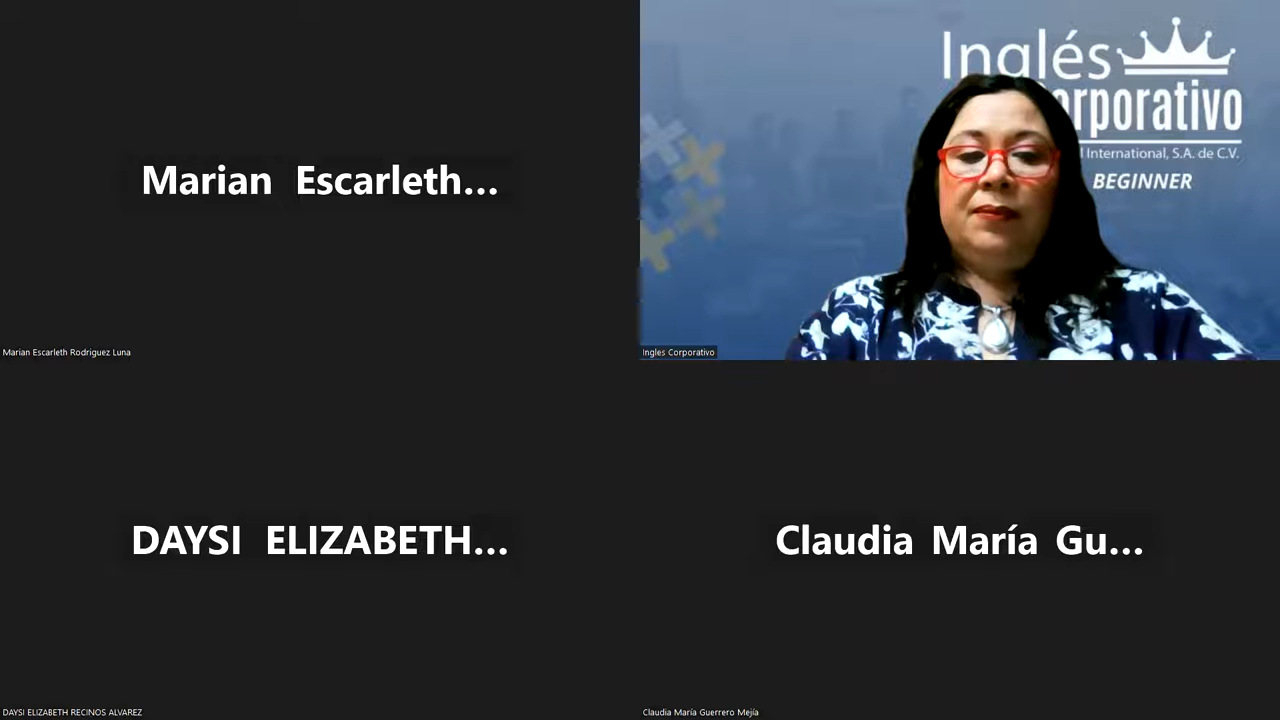 Marian Escarleth...
Marian Escarleth Rodriguez Luna
Inglés
orporativo
l International, S.A. de C.V.
BEGINNER
Ingles Corporativo
DAYSI ELIZABETH...
DAYSI ELIZABETH RECINOS ALVAREZ
Claudia María Gu...
Claudia María Guerrero Mejía